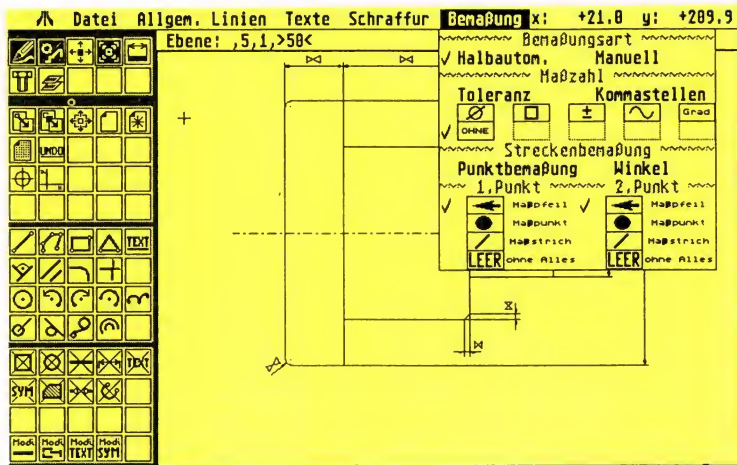 Datei Allgem. Linien Texte Schraffur Bemaßung x: +21.0 y: +209.9
Ebene: ,5,1,>50<
Bemaßungsart
✓ Halbautom. Manuell
Maßzahl
Toleranz Kommastellen
± Grad
✓ OHNE
Streckenbemaßung
Punktbemaßung Winkel
1.Punkt 2.Punkt
✓ Maßpfeil ✓ Maßpfeil
Maßpunkt Maßpunkt
Maßstrich Maßstrich
LEER ohne Alles LEER ohne Alles
UNDO
TEXT
TEXT
SYM
Modi Modi Modi TEXT Modi SYM